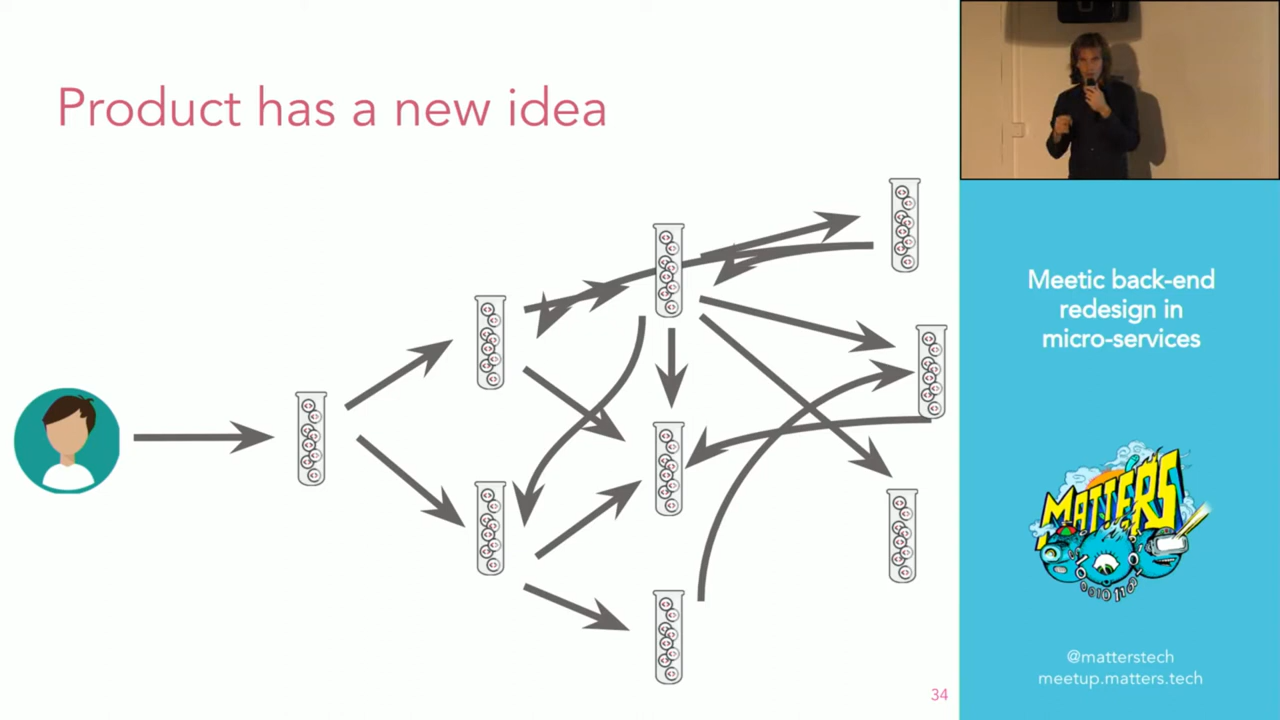 Product has a new idea
34
Meetic back-end
redesign in
micro-services
MATTERS
@matterstech
meetup.matters.tech